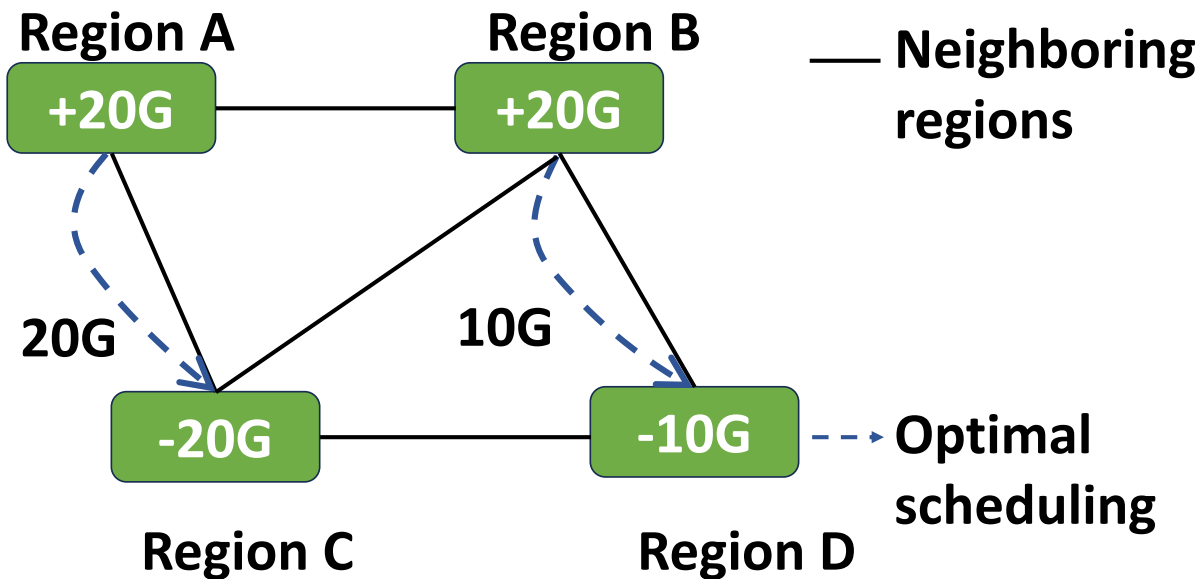 Region A
Region B
Neighboring
regions
+20G
+20G
20G
10G
-20G
-10G
Optimal
scheduling
Region C
Region D